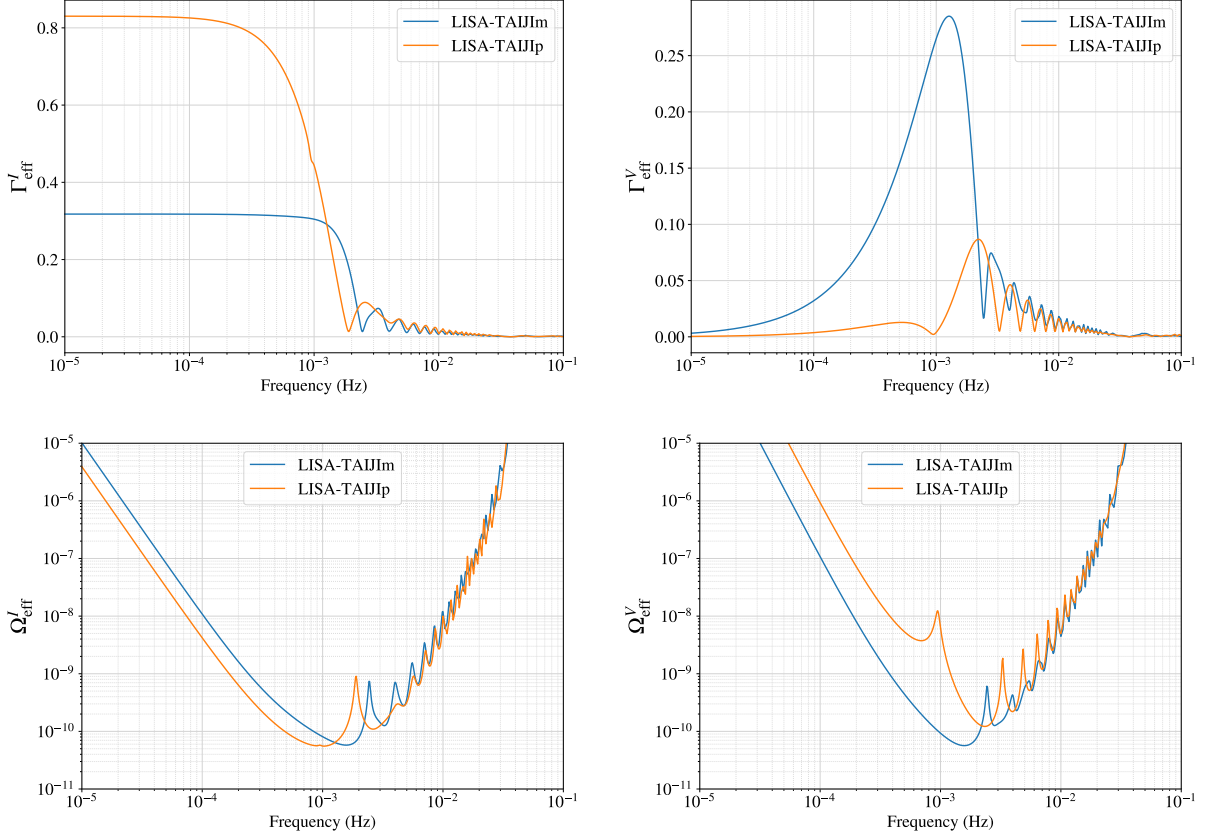 LISA-TAIJIm
LISA-TAIJIp
0.8
0.6
0.4
0.2
0.0
Γ^I_eff
10^-5
10^-4
10^-3
10^-2
10^-1
Frequency (Hz)
LISA-TAIJIm
LISA-TAIJIp
0.25
0.20
0.15
0.10
0.05
0.00
Γ^V_eff
10^-5
10^-4
10^-3
10^-2
10^-1
Frequency (Hz)
LISA-TAIJIm
LISA-TAIJIp
10^-5
10^-6
10^-7
10^-8
10^-9
10^-10
10^-11
Ω^I_eff
10^-5
10^-4
10^-3
10^-2
10^-1
Frequency (Hz)
LISA-TAIJIm
LISA-TAIJIp
10^-5
10^-6
10^-7
10^-8
10^-9
10^-10
10^-11
Ω^V_eff
10^-5
10^-4
10^-3
10^-2
10^-1
Frequency (Hz)